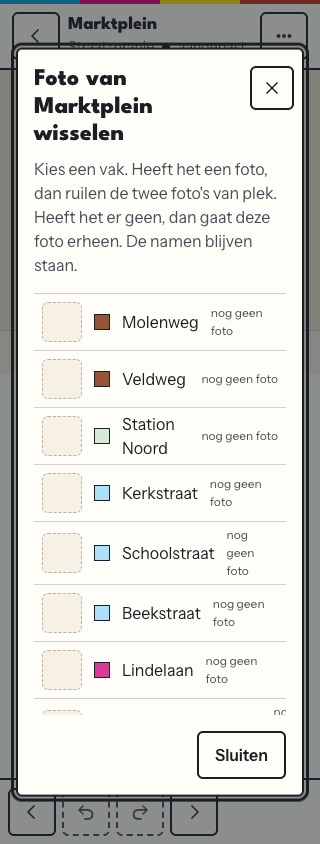 Marktplein
Foto van
Marktplein
wisselen
Kies een vak. Heeft het een foto,
dan ruilen de twee foto's van plek.
Heeft het er geen, dan gaat deze
foto erheen. De namen blijven
staan.
Molenweg
nog geen
foto
Veldweg
nog geen foto
Station
Noord
nog geen foto
Kerkstraat
nog geen
foto
Schoolstraat
nog
geen
foto
Beekstraat
nog geen
foto
Lindelaan
nog geen
foto
Sluiten